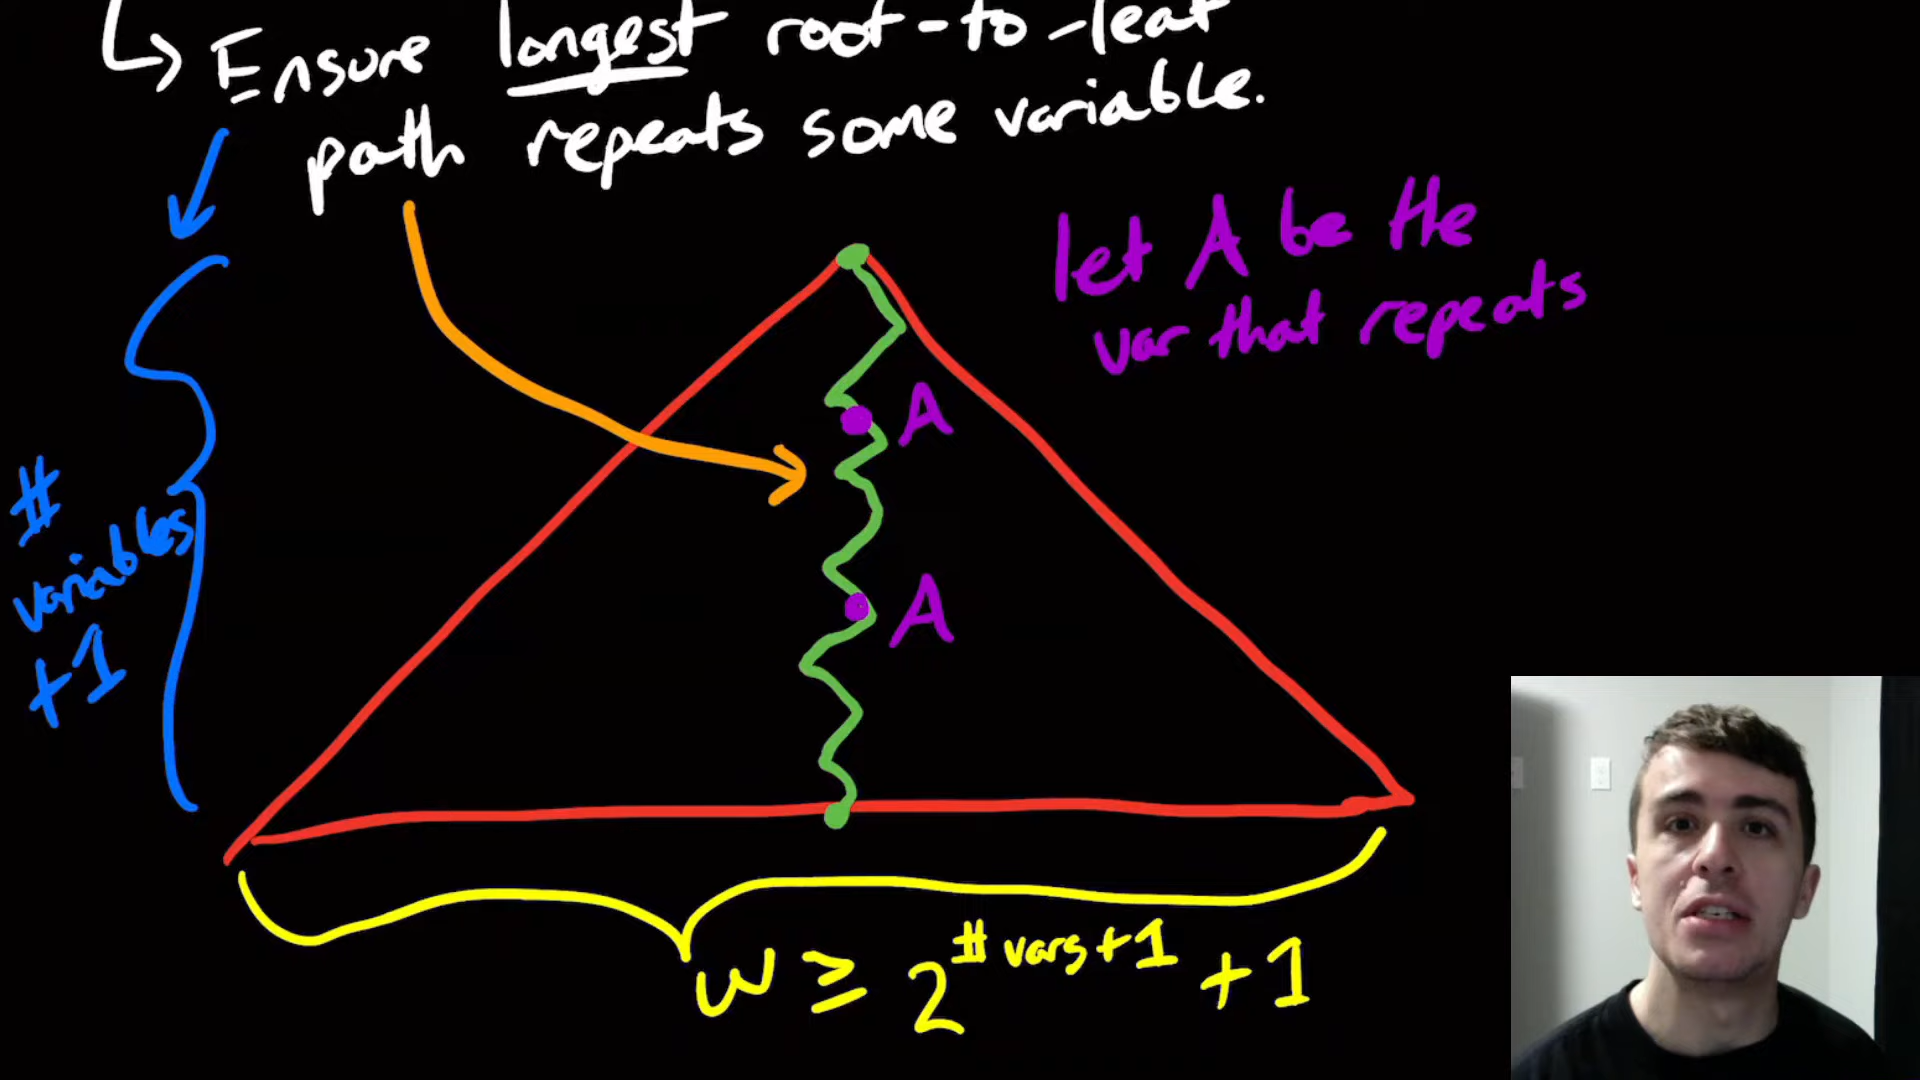 Ensure longest root-to-leaf
path repeats some variable.
let A be the
var that repeats
A
A
#
variables
+1
w ≥ 2^# vars+1 + 1